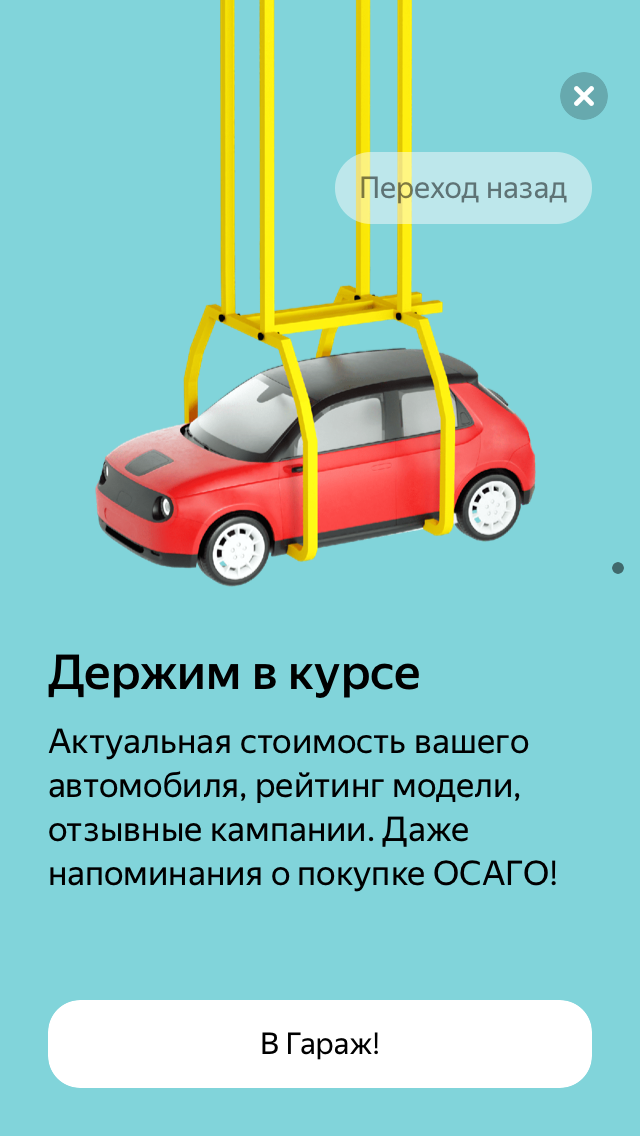 Переход назад
Держим в курсе
Актуальная стоимость вашего
автомобиля, рейтинг модели,
отзывные кампании. Даже
напоминания о покупке ОСАГО!
В Гараж!